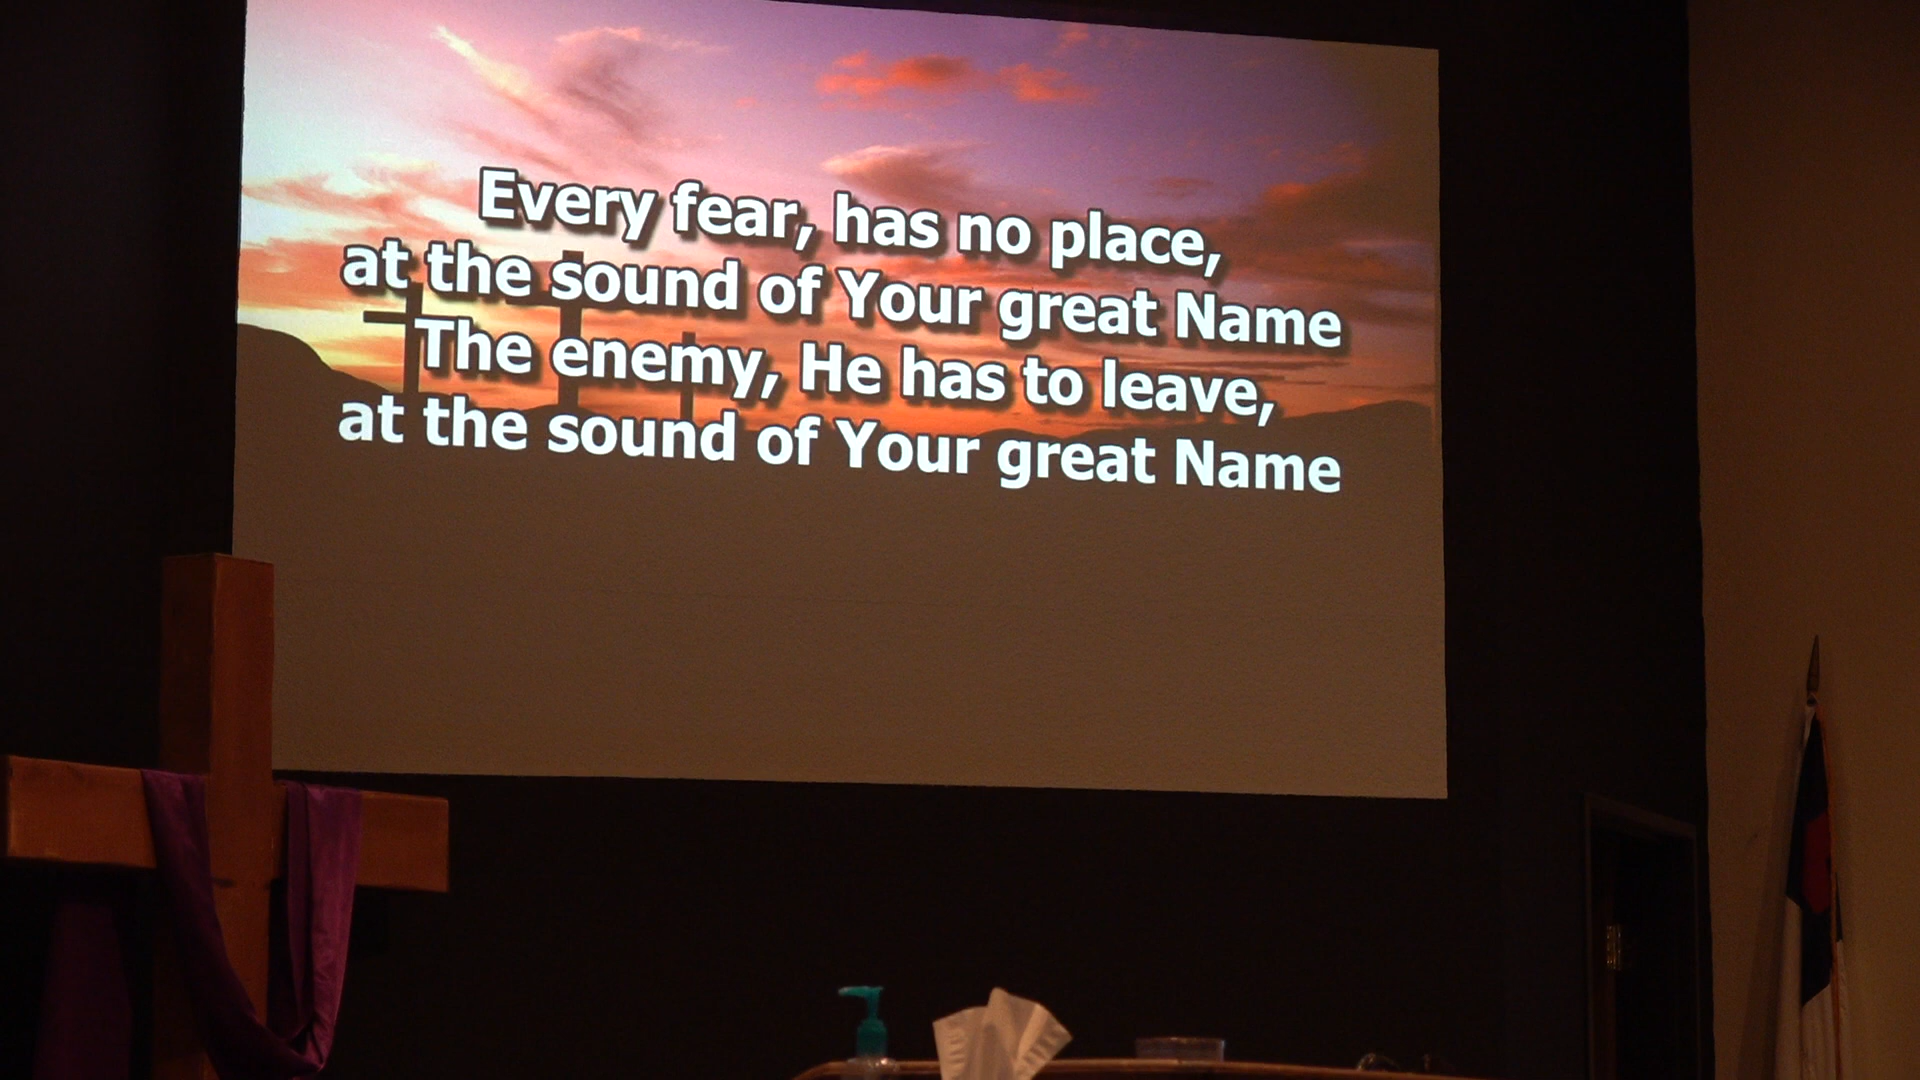 Every fear, has no place,
at the sound of Your great Name
The enemy, He has to leave,
at the sound of Your great Name